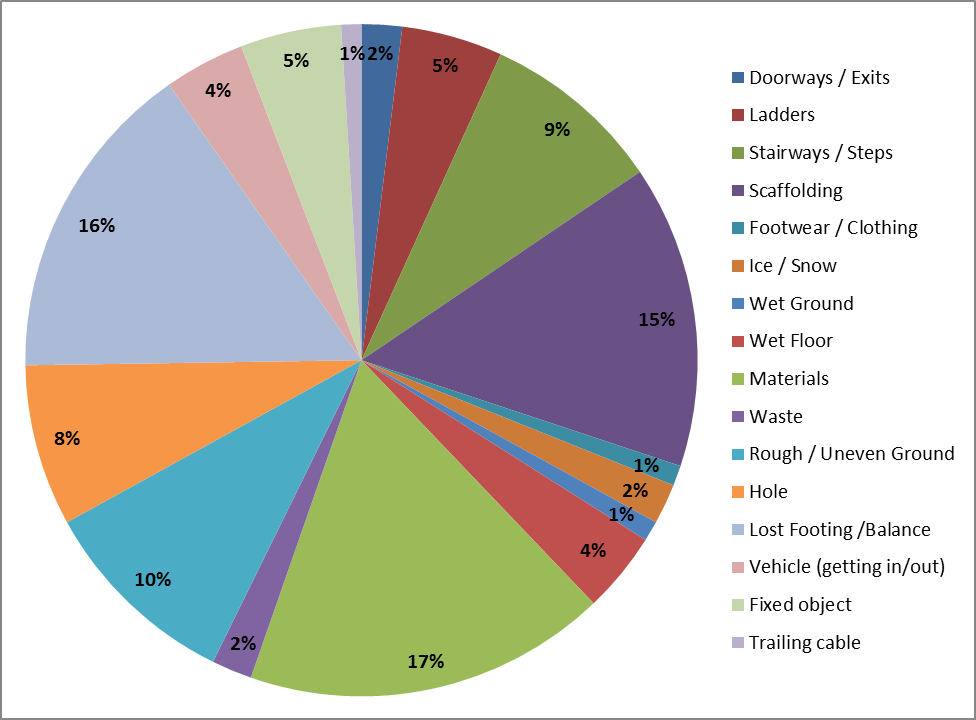 1%
2%
5%
9%
15%
1%
2%
1%
4%
17%
2%
10%
8%
16%
4%
5%
Doorways / Exits
Ladders
Stairways / Steps
Scaffolding
Footwear / Clothing
Ice / Snow
Wet Ground
Wet Floor
Materials
Waste
Rough / Uneven Ground
Hole
Lost Footing /Balance
Vehicle (getting in/out)
Fixed object
Trailing cable